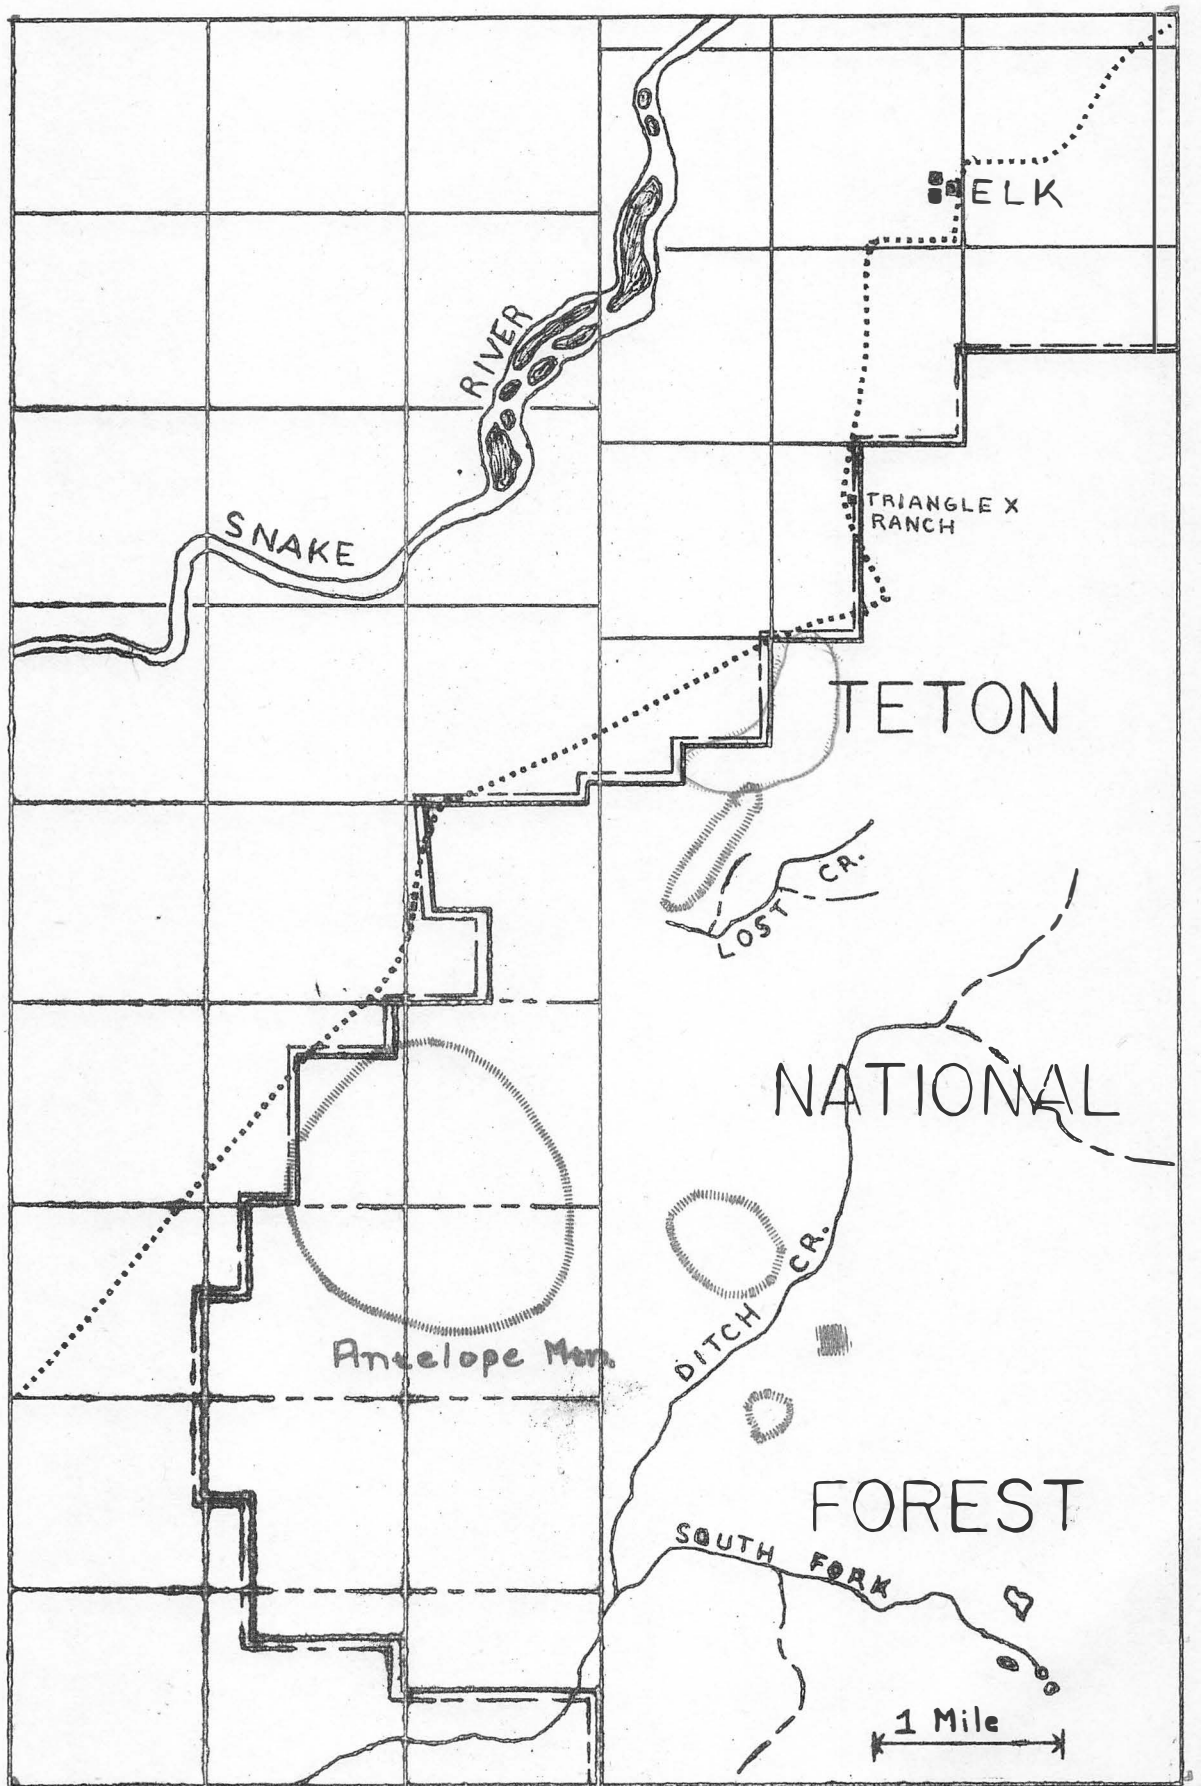 ELK
RIVER
TRIANGLE X
RANCH
SNAKE
TETON
LOST CR.
NATIONAL
DITCH CR.
Antelope Mtn.
FOREST
SOUTH FORK
1 Mile